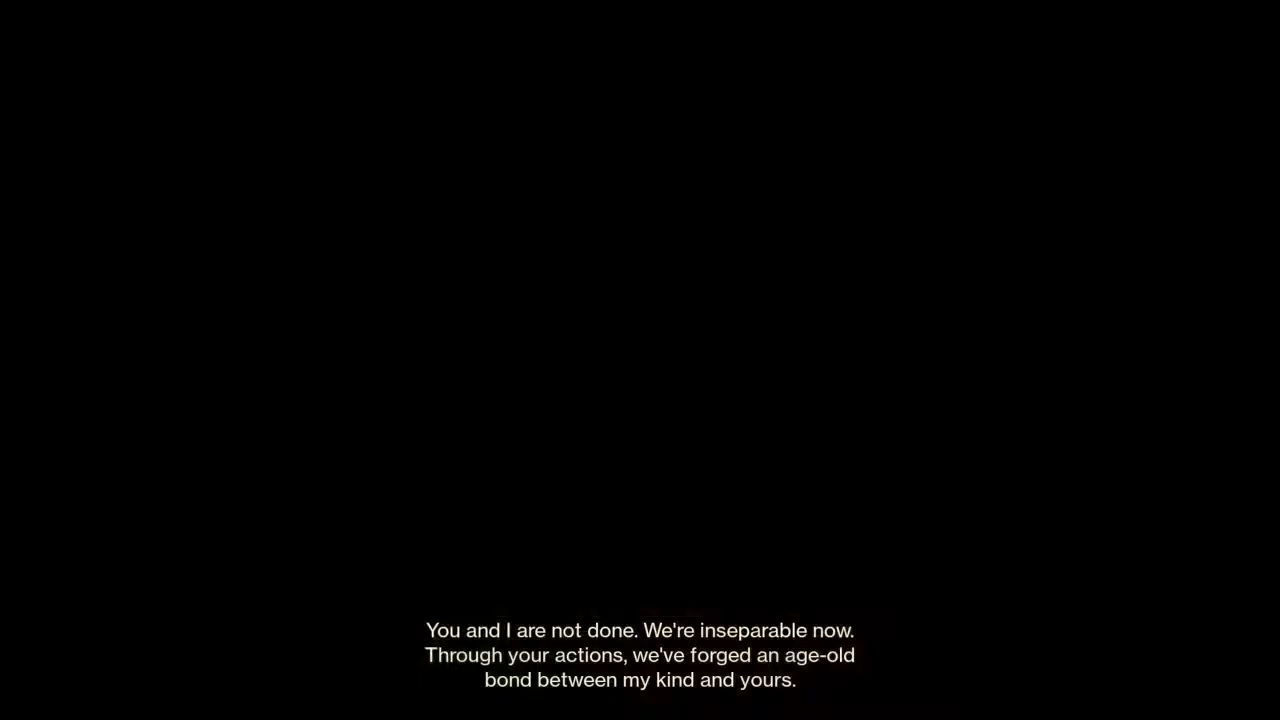 You and I are not done. We're inseparable now.
Through your actions, we've forged an age-old
bond between my kind and yours.